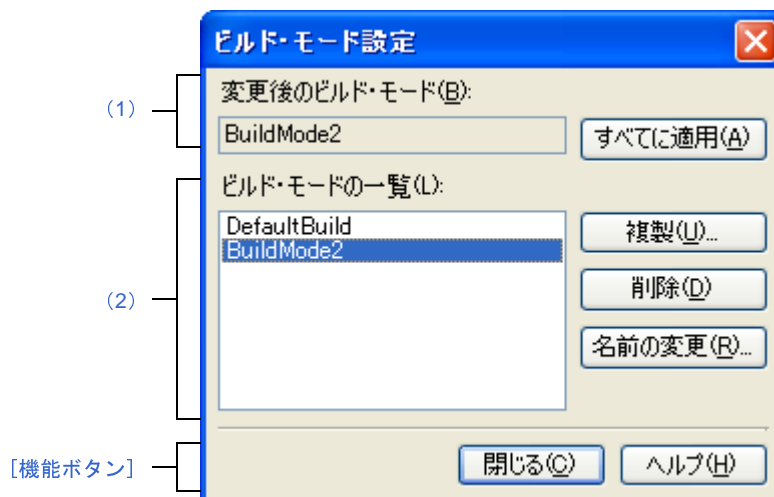 ビルド・モード設定
(1)
変更後のビルド・モード(B):
BuildMode2
すべてに適用(A)
(2)
ビルド・モードの一覧(L):
DefaultBuild
BuildMode2
複製(U)...
削除(D)
名前の変更(R)...
[機能ボタン]
閉じる(C)
ヘルプ(H)